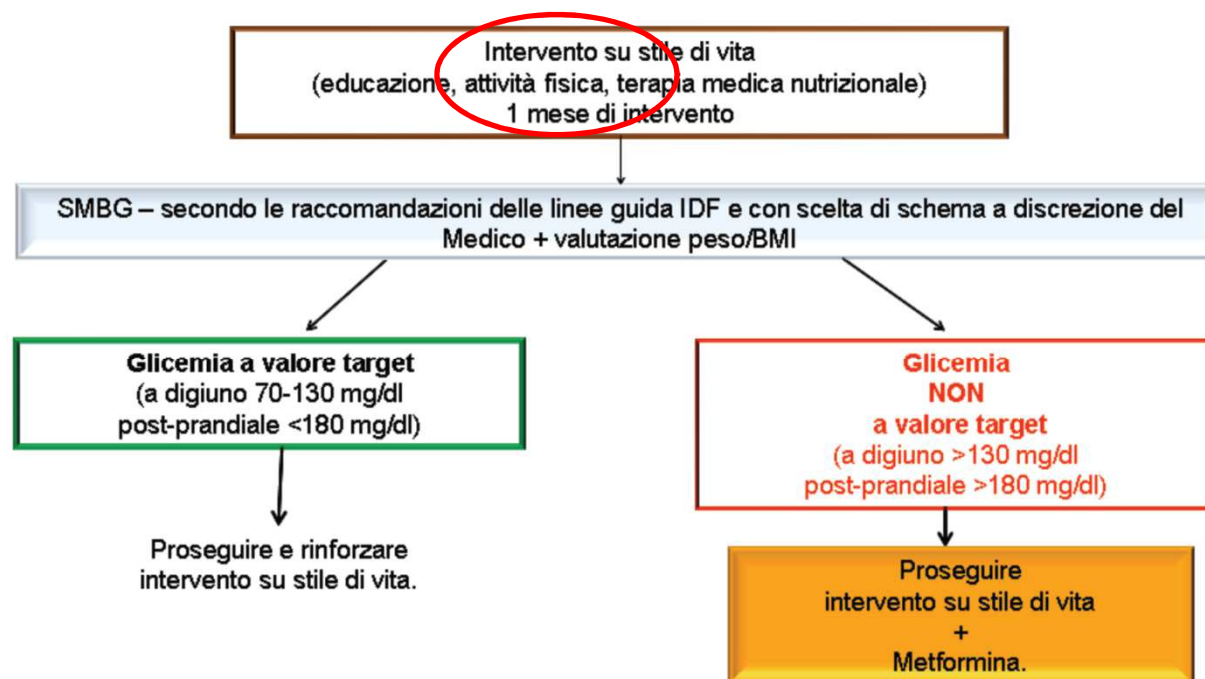 Intervento su stile di vita
(educazione, attività fisica, terapia medica nutrizionale)
1 mese di intervento
SMBG – secondo le raccomandazioni delle linee guida IDF e con scelta di schema a discrezione del
Medico + valutazione peso/BMI
Glicemia a valore target
(a digiuno 70-130 mg/dl
post-prandiale <180 mg/dl)
Glicemia
NON
a valore target
(a digiuno >130 mg/dl
post-prandiale >180 mg/dl)
Proseguire e rinforzare
intervento su stile di vita.
Proseguire
intervento su stile di vita
+
Metformina.